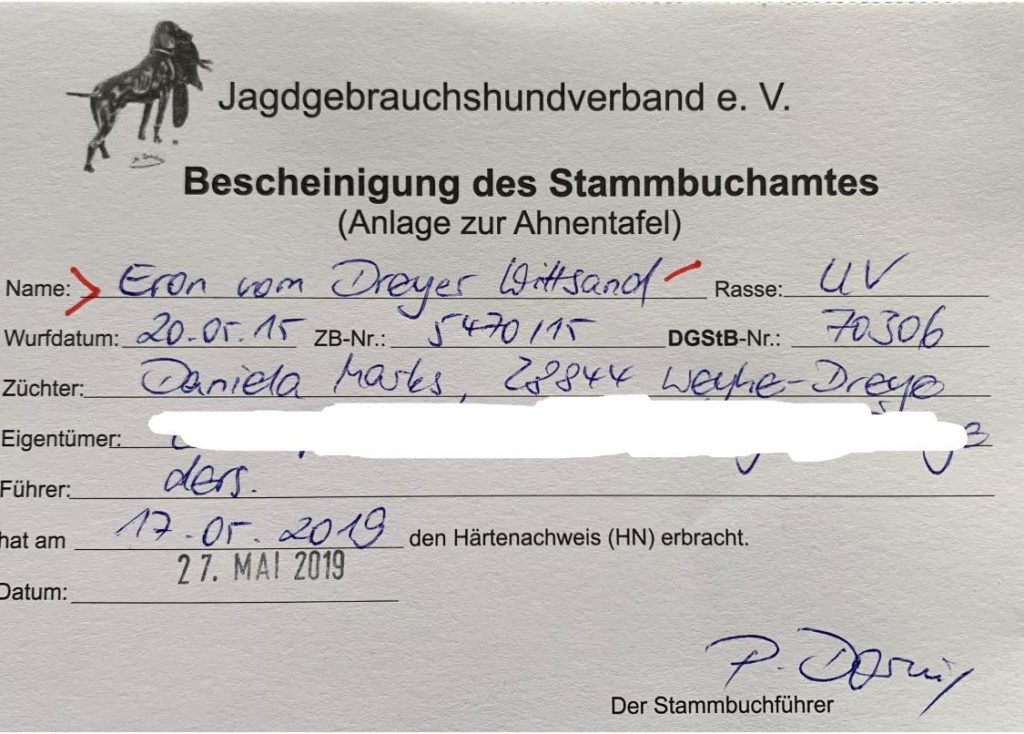 Jagdgebrauchshundverband e. V.
Bescheinigung des Stammbuchamtes
(Anlage zur Ahnentafel)
Name: Eron vom Dreyer Wittsand Rasse: UV
Wurfdatum: 20.05.15 ZB-Nr.: 5470/15 DGStB-Nr.: 70306
Züchter: Daniela Marks, 28844 Weyhe-Dreye
Eigentümer:
Führer: ders.
hat am 17.05.2019 den Härtenachweis (HN) erbracht.
27. MAI 2019
Datum:
P.
Der Stammbuchführer